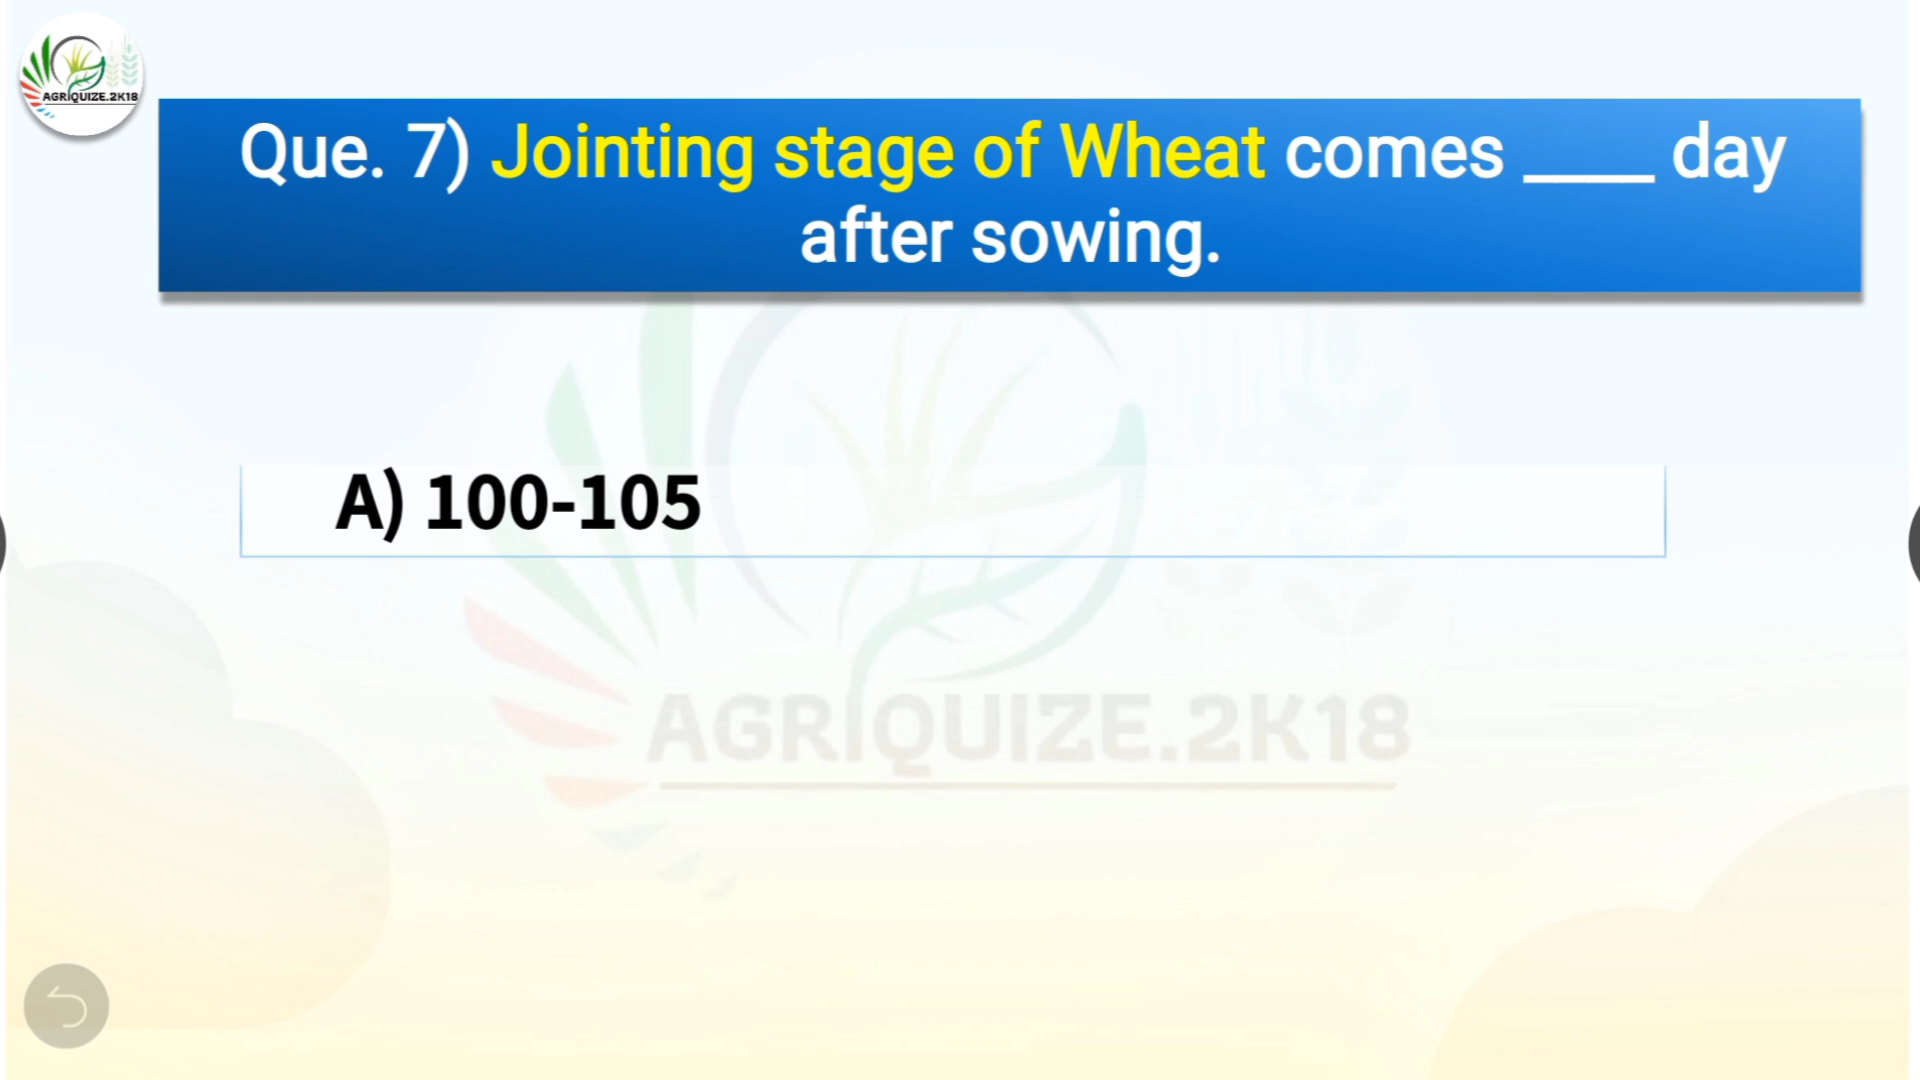 AGRIQUIZE.2K18
Que. 7) Jointing stage of Wheat comes ____ day
after sowing.
A) 100-105
AGRIQUIZE.2K18